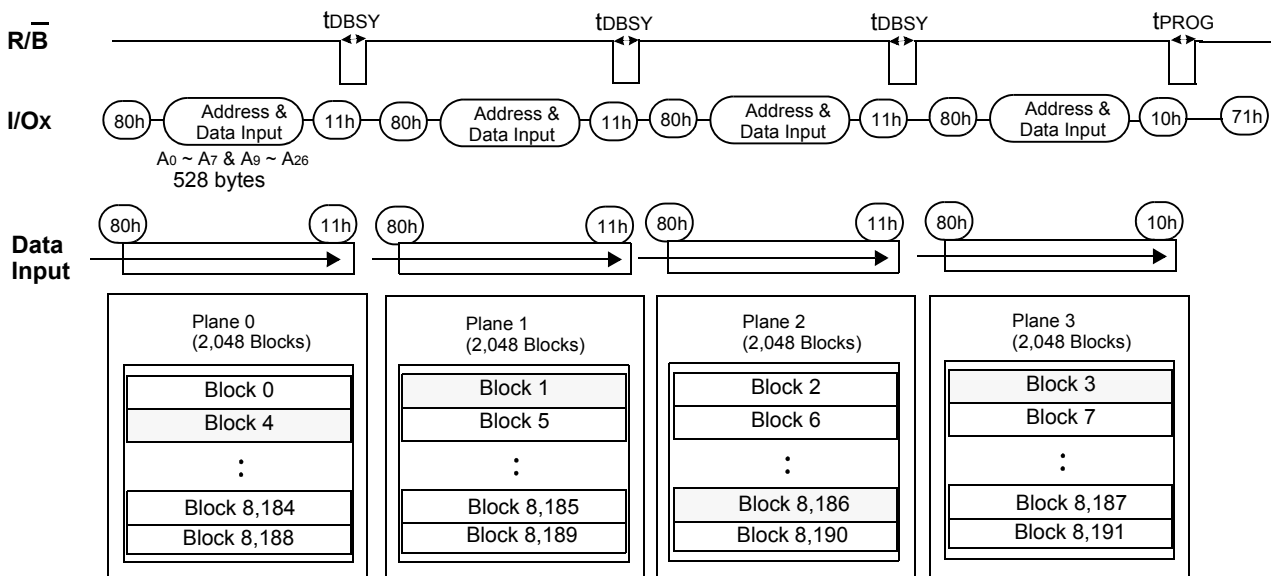 tDBSY tDBSY tDBSY tPROG
R/B
I/Ox 80h Address & Data Input 11h 80h Address & Data Input 11h 80h Address & Data Input 11h 80h Address & Data Input 10h 71h
A0 ~ A7 & A9 ~ A26
528 bytes
80h 11h 80h 11h 80h 11h 80h 10h
Data
Input
Plane 0
(2,048 Blocks)
Block 0
Block 4
:
Block 8,184
Block 8,188
Plane 1
(2,048 Blocks)
Block 1
Block 5
:
Block 8,185
Block 8,189
Plane 2
(2,048 Blocks)
Block 2
Block 6
:
Block 8,186
Block 8,190
Plane 3
(2,048 Blocks)
Block 3
Block 7
:
Block 8,187
Block 8,191